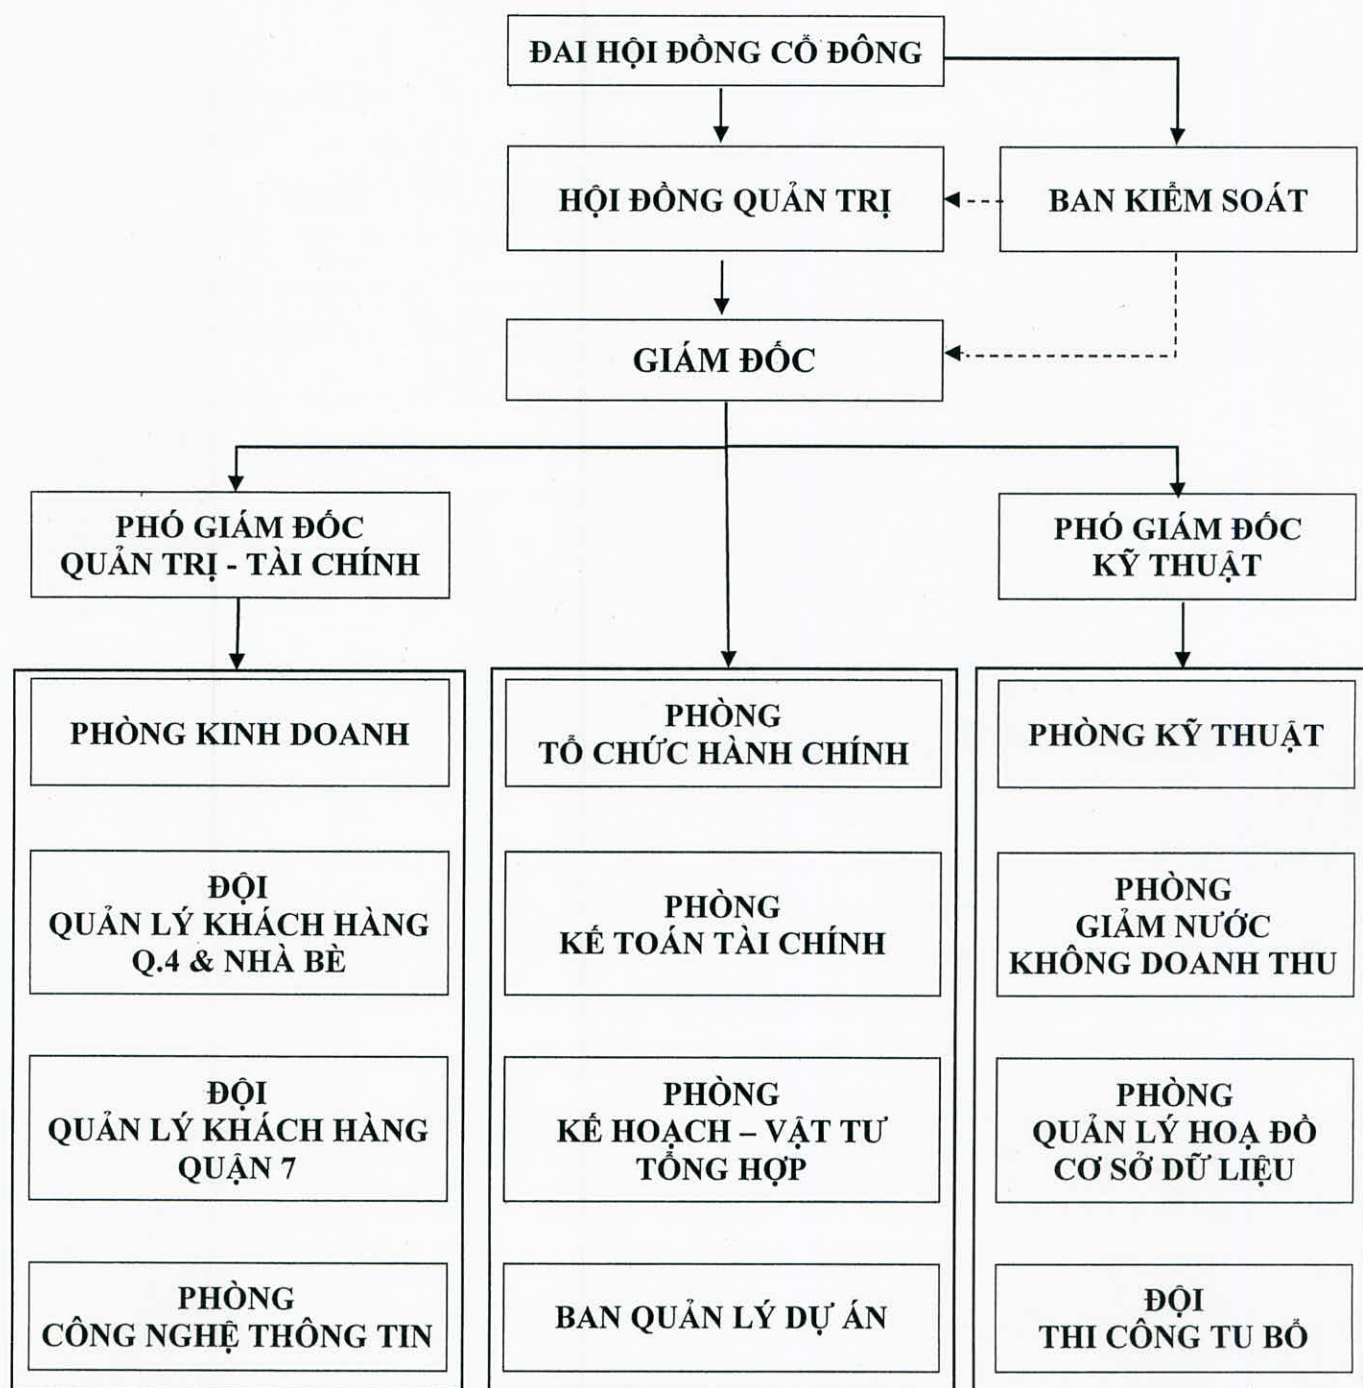 ĐAI HỘI ĐỒNG CỔ ĐÔNG
HỘI ĐỒNG QUẢN TRỊ
BAN KIỂM SOÁT
GIÁM ĐỐC
PHÓ GIÁM ĐỐC
QUẢN TRỊ - TÀI CHÍNH
PHÓ GIÁM ĐỐC
KỸ THUẬT
PHÒNG KINH DOANH
ĐỘI
QUẢN LÝ KHÁCH HÀNG
Q.4 & NHÀ BÈ
ĐỘI
QUẢN LÝ KHÁCH HÀNG
QUẬN 7
PHÒNG
CÔNG NGHỆ THÔNG TIN
PHÒNG
TỔ CHỨC HÀNH CHÍNH
PHÒNG
KẾ TOÁN TÀI CHÍNH
PHÒNG
KẾ HOẠCH – VẬT TƯ
TỔNG HỢP
BAN QUẢN LÝ DỰ ÁN
PHÒNG KỸ THUẬT
PHÒNG
GIẢM NƯỚC
KHÔNG DOANH THU
PHÒNG
QUẢN LÝ HOẠ ĐỒ
CƠ SỞ DỮ LIỆU
ĐỘI
THI CÔNG TU BỔ